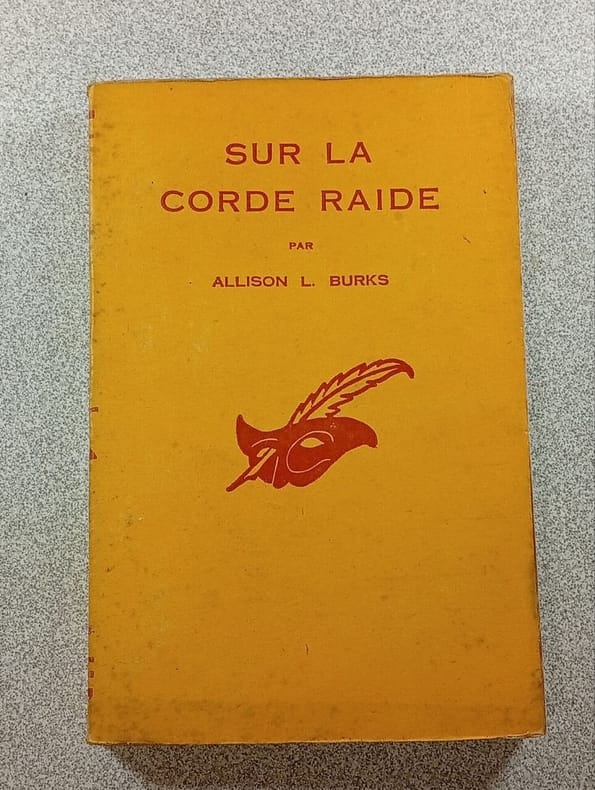 SUR LA
CORDE RAIDE
PAR
ALLISON L. BURKS